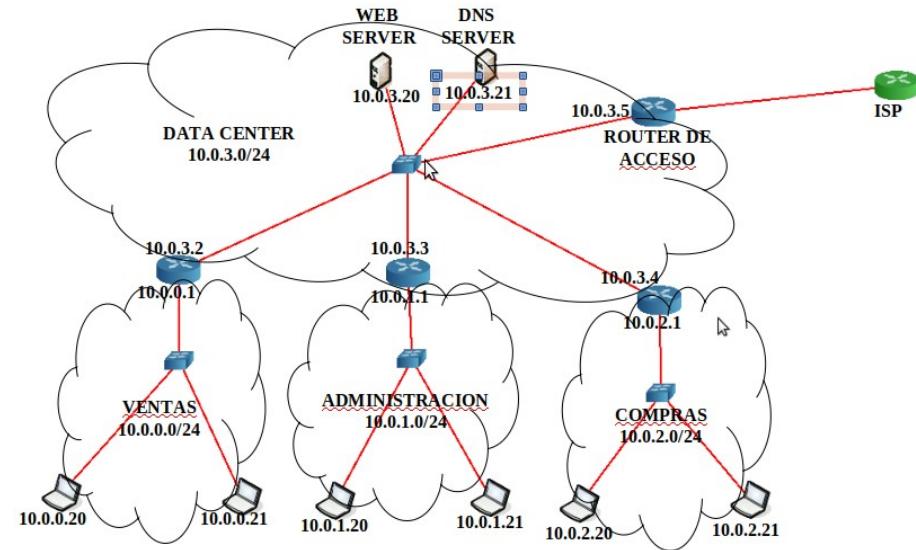 WEB
SERVER
DNS
SERVER
10.0.3.20
10.0.3.21
10.0.3.5
ISP
DATA CENTER
10.0.3.0/24
ROUTER DE
ACCESO
10.0.3.2
10.0.3.3
10.0.3.4
10.0.0.1
10.0.1.1
10.0.2.1
VENTAS
10.0.0.0/24
ADMINISTRACION
10.0.1.0/24
COMPRAS
10.0.2.0/24
10.0.0.20
10.0.0.21
10.0.1.20
10.0.1.21
10.0.2.20
10.0.2.21